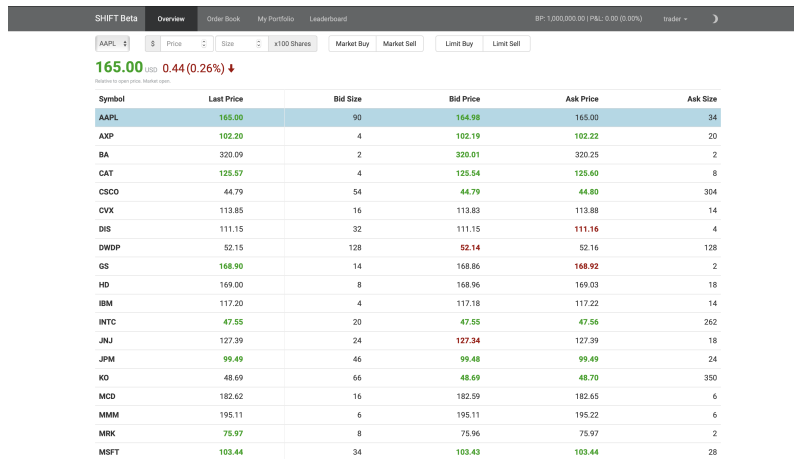 SHIFT Beta Overview Order Book My Portfolio Leaderboard BP: 1,000,000.00 | P&L: 0.00 (0.00%) trader
AAPL $ Price Size x100 Shares Market Buy Market Sell Limit Buy Limit Sell
165.00 USD 0.44 (0.26%)
Relative to open price. Market open.
Symbol Last Price Bid Size Bid Price Ask Price Ask Size
AAPL 165.00 90 164.98 165.00 34
AXP 102.20 4 102.19 102.22 20
BA 320.09 2 320.01 320.25 2
CAT 125.57 4 125.54 125.60 8
CSCO 44.79 54 44.79 44.80 304
CVX 113.85 16 113.83 113.88 14
DIS 111.15 32 111.15 111.16 4
DWDP 52.15 128 52.14 52.16 128
GS 168.90 14 168.86 168.92 2
HD 169.00 8 168.96 169.03 18
IBM 117.20 4 117.18 117.22 14
INTC 47.55 20 47.55 47.56 262
JNJ 127.39 24 127.34 127.39 18
JPM 99.49 46 99.48 99.49 24
KO 48.69 66 48.69 48.70 350
MCD 182.62 16 182.59 182.65 6
MMM 195.11 6 195.11 195.22 6
MRK 75.97 8 75.96 75.97 2
MSFT 103.44 34 103.43 103.44 28